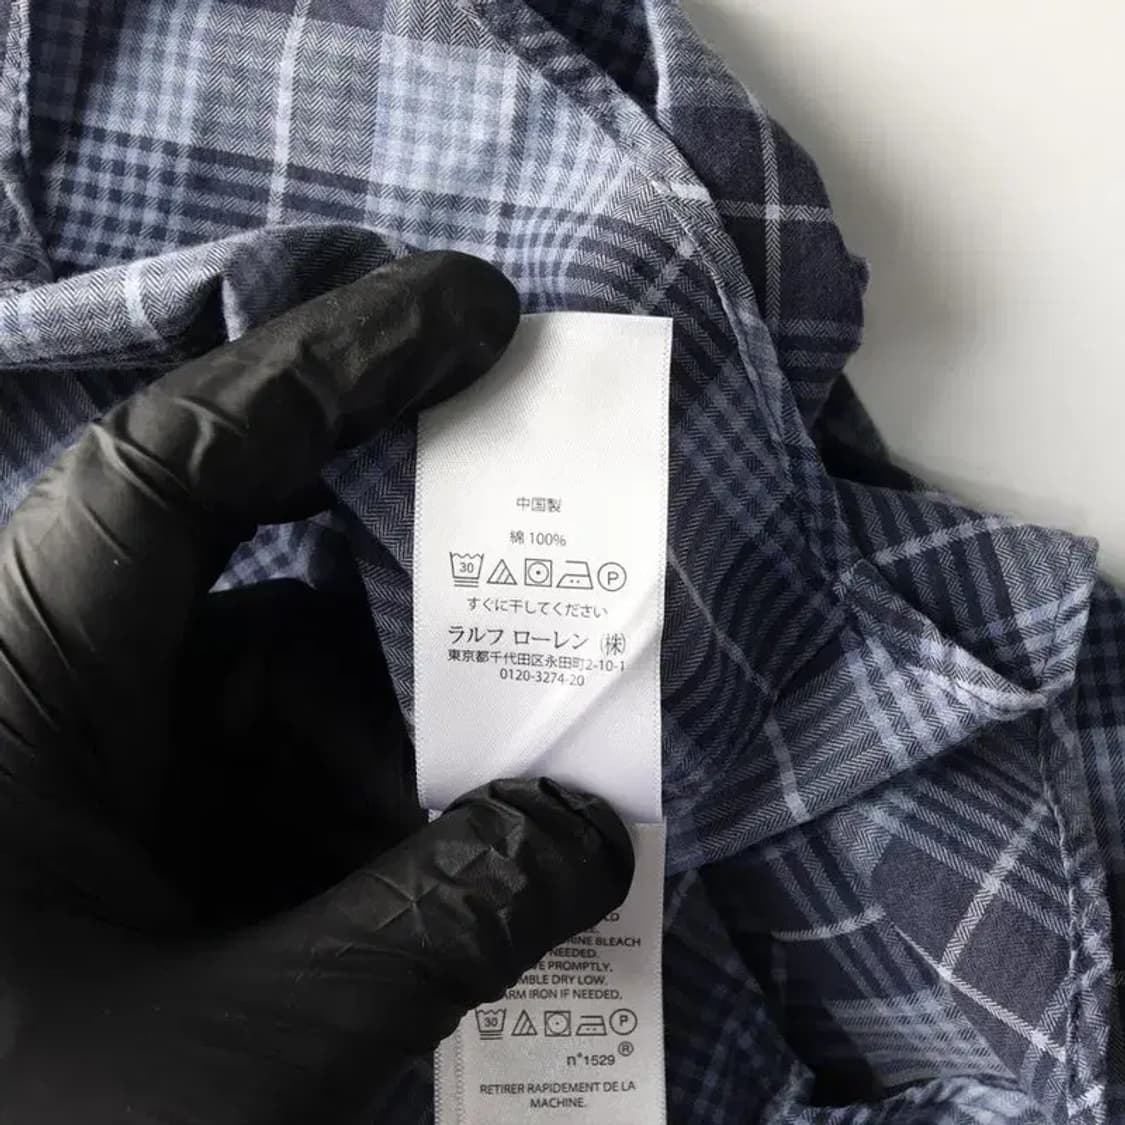 中国製
綿 100%
30
P
すぐに干してください
ラルフ ローレン (株)
東京都千代田区永田町2-10-1
0120-3274-20
BLEACH
NEEDED.
PROMPTLY.
DRY LOW.
IRON IF NEEDED.
30
P
n°1529®
RETIRER RAPIDEMENT DE LA
MACHINE.